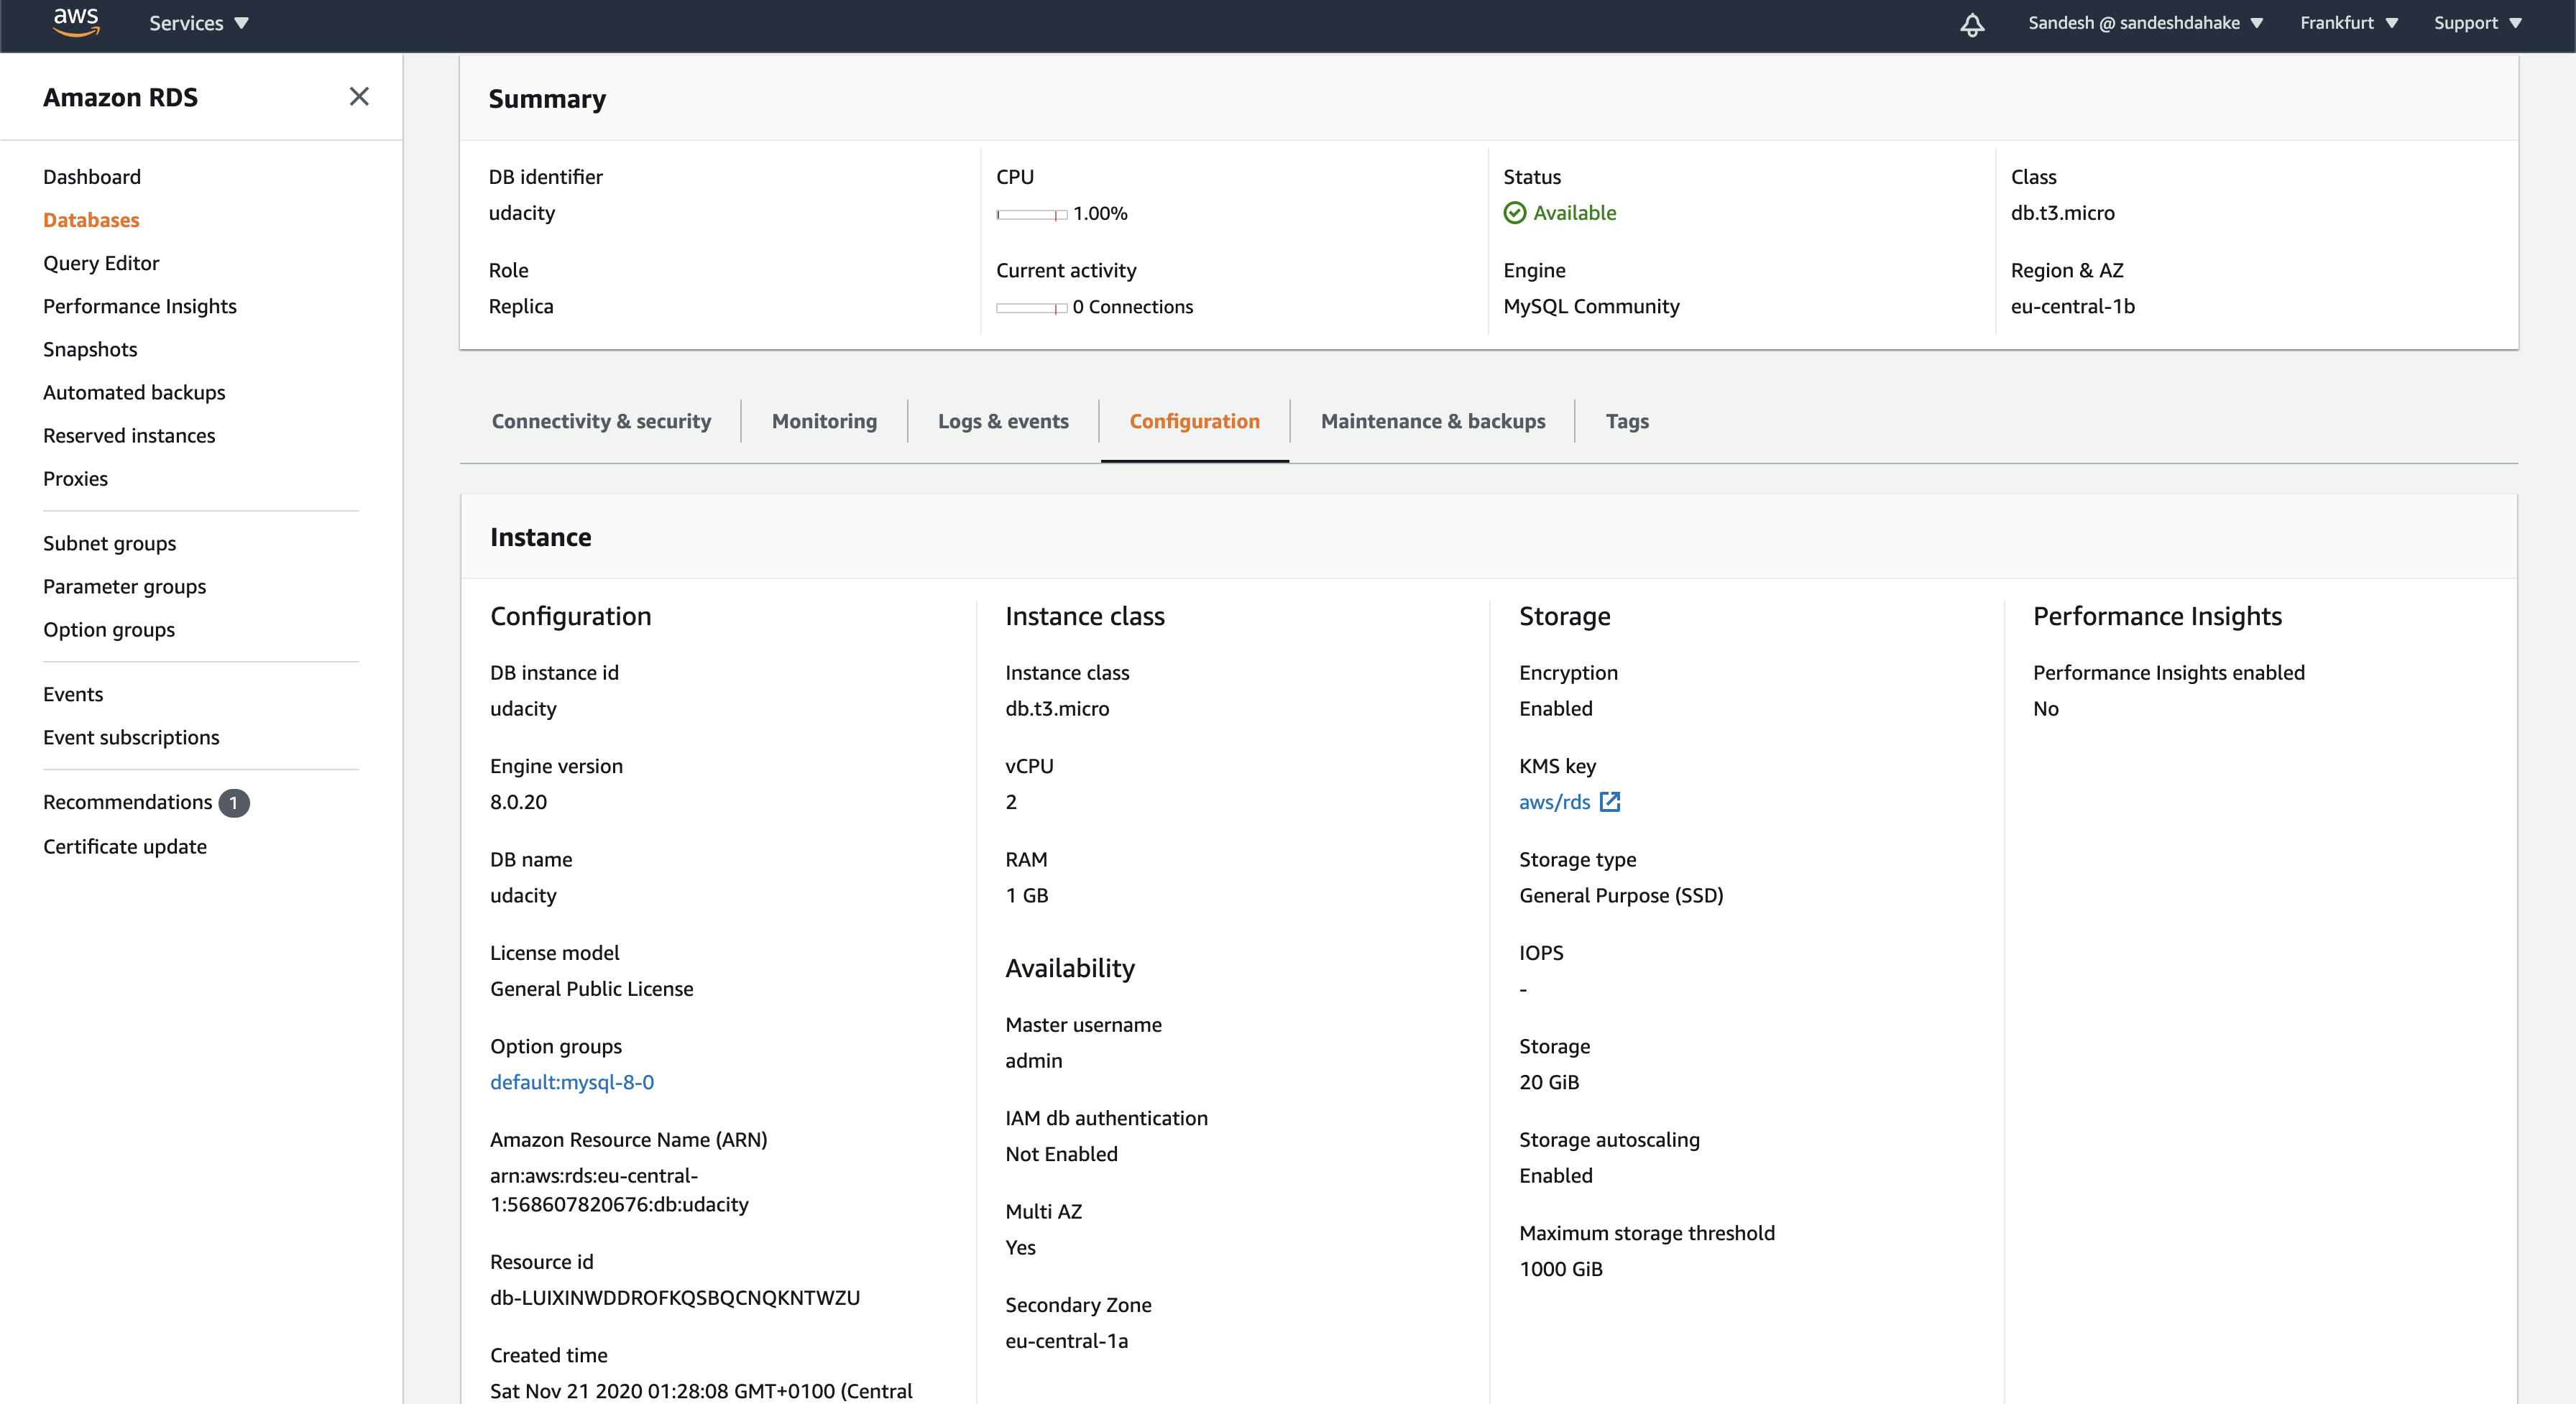 aws
Services
Sandesh @ sandeshdahake
Frankfurt
Support
Amazon RDS
Dashboard
Databases
Query Editor
Performance Insights
Snapshots
Automated backups
Reserved instances
Proxies
Subnet groups
Parameter groups
Option groups
Events
Event subscriptions
Recommendations 1
Certificate update
Summary
DB identifier
udacity
CPU
1.00%
Status
Available
Class
db.t3.micro
Role
Replica
Current activity
0 Connections
Engine
MySQL Community
Region & AZ
eu-central-1b
Connectivity & security
Monitoring
Logs & events
Configuration
Maintenance & backups
Tags
Instance
Configuration
DB instance id
udacity
Engine version
8.0.20
DB name
udacity
License model
General Public License
Option groups
default:mysql-8-0
Amazon Resource Name (ARN)
arn:aws:rds:eu-central-
1:568607820676:db:udacity
Resource id
db-LUIXINWDDROFKQSBQCNQKNTWZU
Created time
Sat Nov 21 2020 01:28:08 GMT+0100 (Central
Instance class
Instance class
db.t3.micro
vCPU
2
RAM
1 GB
Availability
Master username
admin
IAM db authentication
Not Enabled
Multi AZ
Yes
Secondary Zone
eu-central-1a
Storage
Encryption
Enabled
KMS key
aws/rds
Storage type
General Purpose (SSD)
IOPS
-
Storage
20 GiB
Storage autoscaling
Enabled
Maximum storage threshold
1000 GiB
Performance Insights
Performance Insights enabled
No